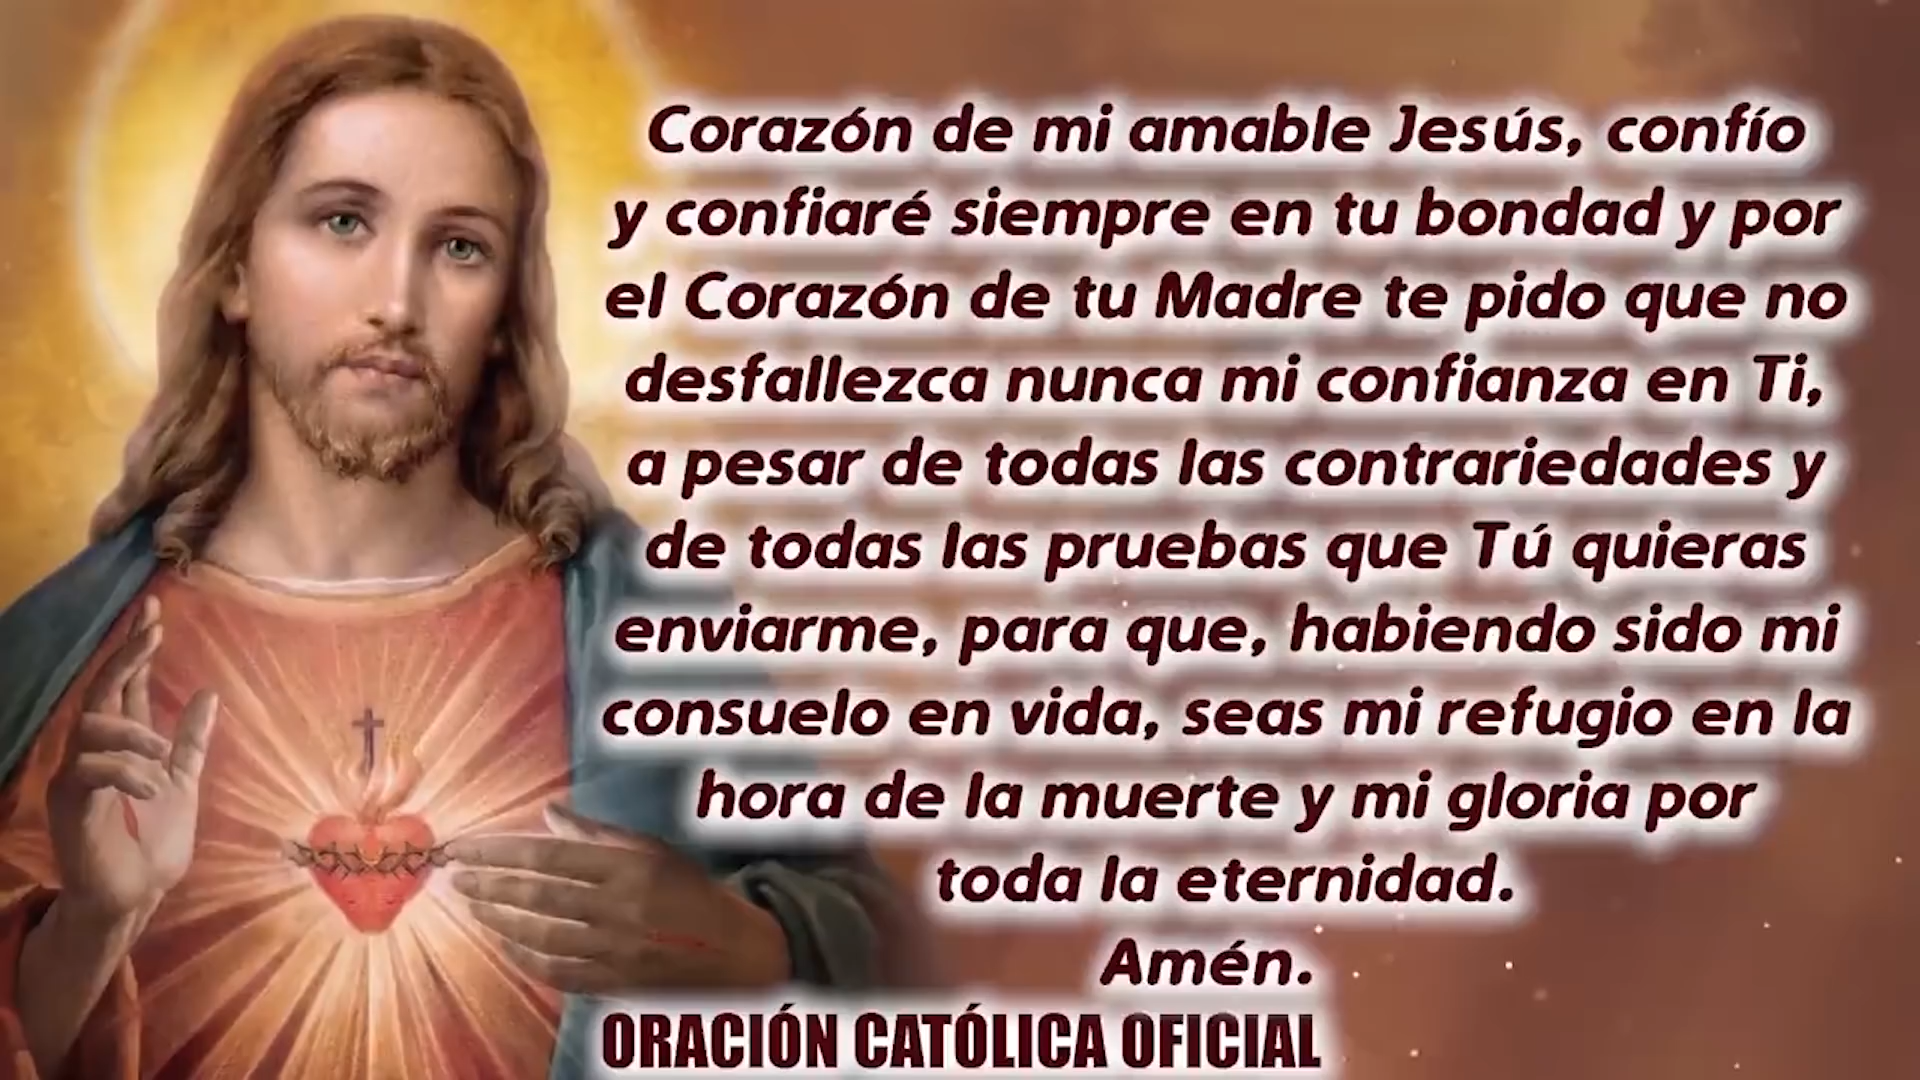 Corazón de mi amable Jesús, confío
y confiaré siempre en tu bondad y por
el Corazón de tu Madre te pido que no
desfallezca nunca mi confianza en Ti,
a pesar de todas las contrariedades y
de todas las pruebas que Tú quieras
enviarme, para que, habiendo sido mi
consuelo en vida, seas mi refugio en la
hora de la muerte y mi gloria por
toda la eternidad.
Amén.
ORACIÓN CATÓLICA OFICIAL